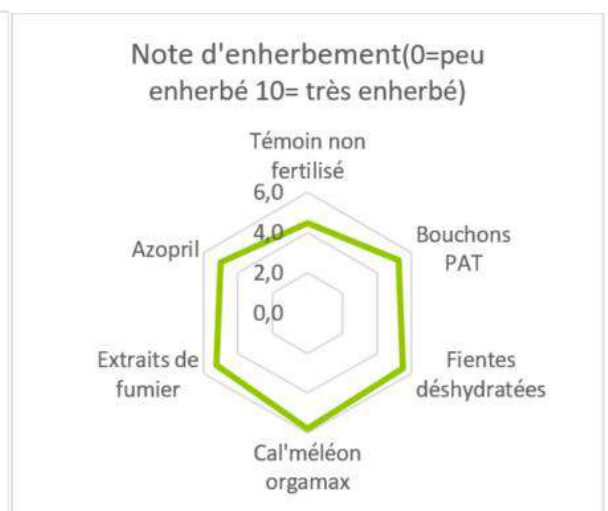 Note d'enherbement(0=peu
enherbé 10= très enherbé)
Témoin non
fertilisé
6,0
4,0
2,0
0,0
Bouchons
PAT
Fientes
déshydratées
Cal'méléon
orgamax
Extraits de
fumier
Azopril